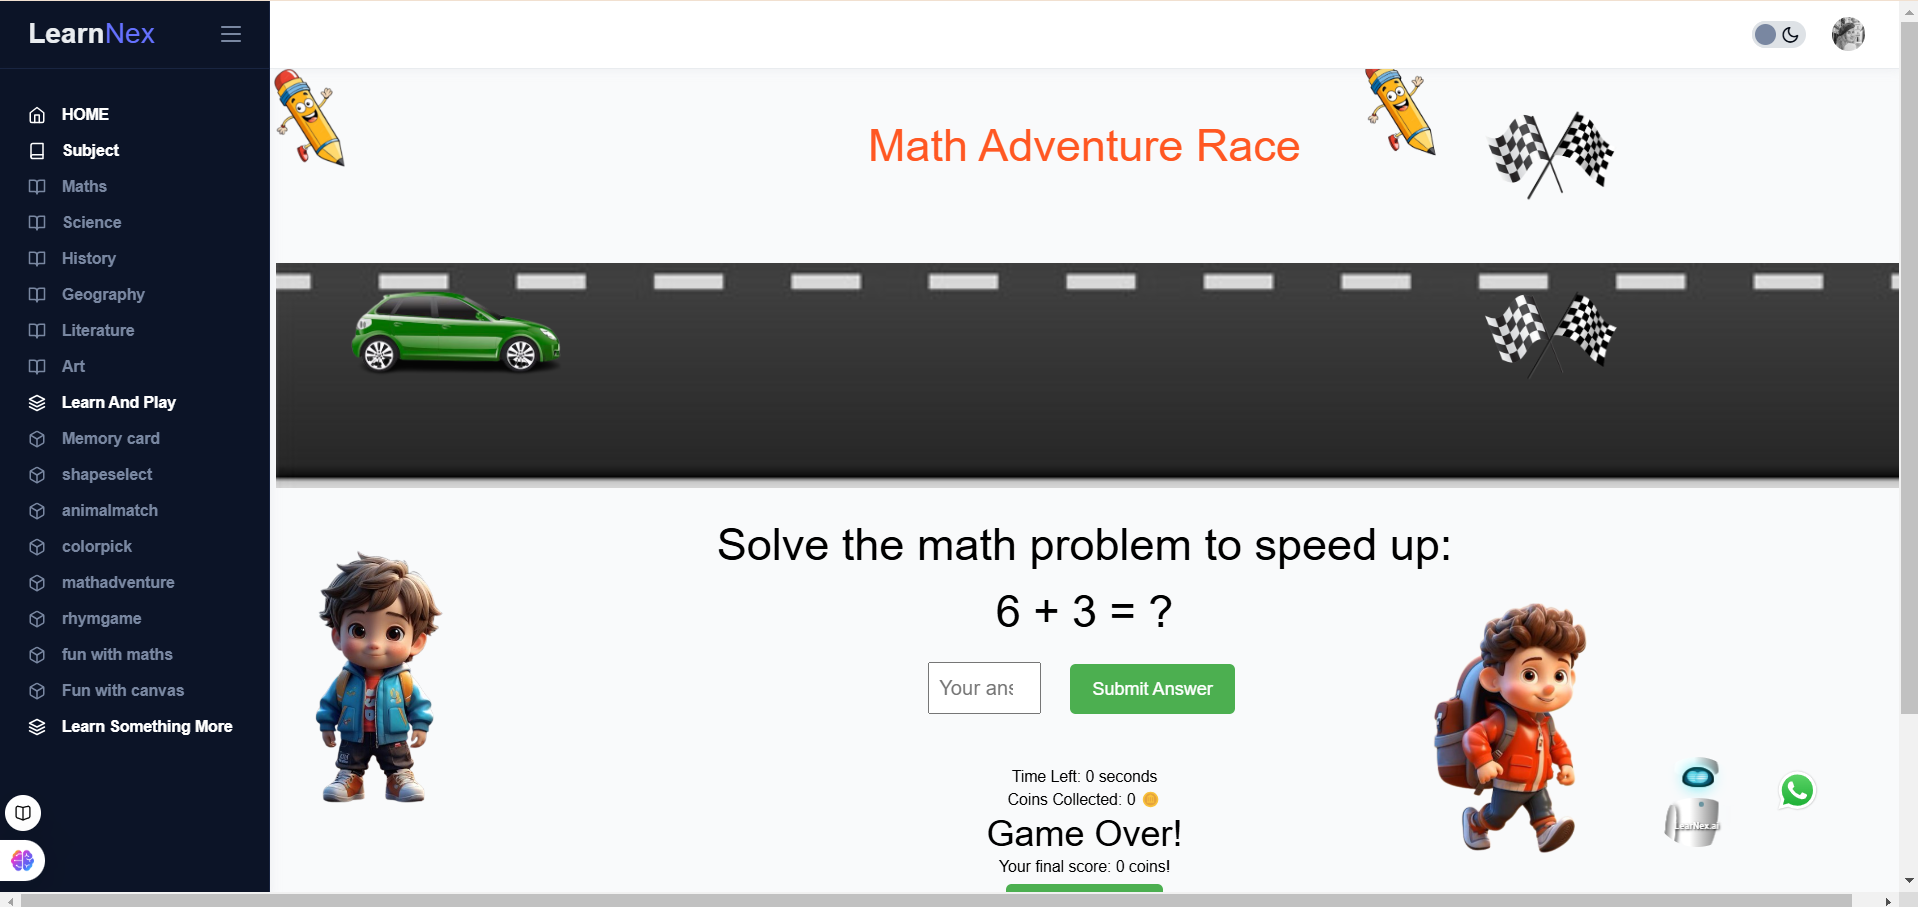 LearnNex
HOME
Subject
Maths
Science
History
Geography
Literature
Art
Learn And Play
Memory card
shapeselect
animalmatch
colorpick
mathadventure
rhymgame
fun with maths
Fun with canvas
Learn Something More
Math Adventure Race
Solve the math problem to speed up:
6 + 3 = ?
Your ans
Submit Answer
Time Left: 0 seconds
Coins Collected: 0
Game Over!
Your final score: 0 coins!
LearNex.ai